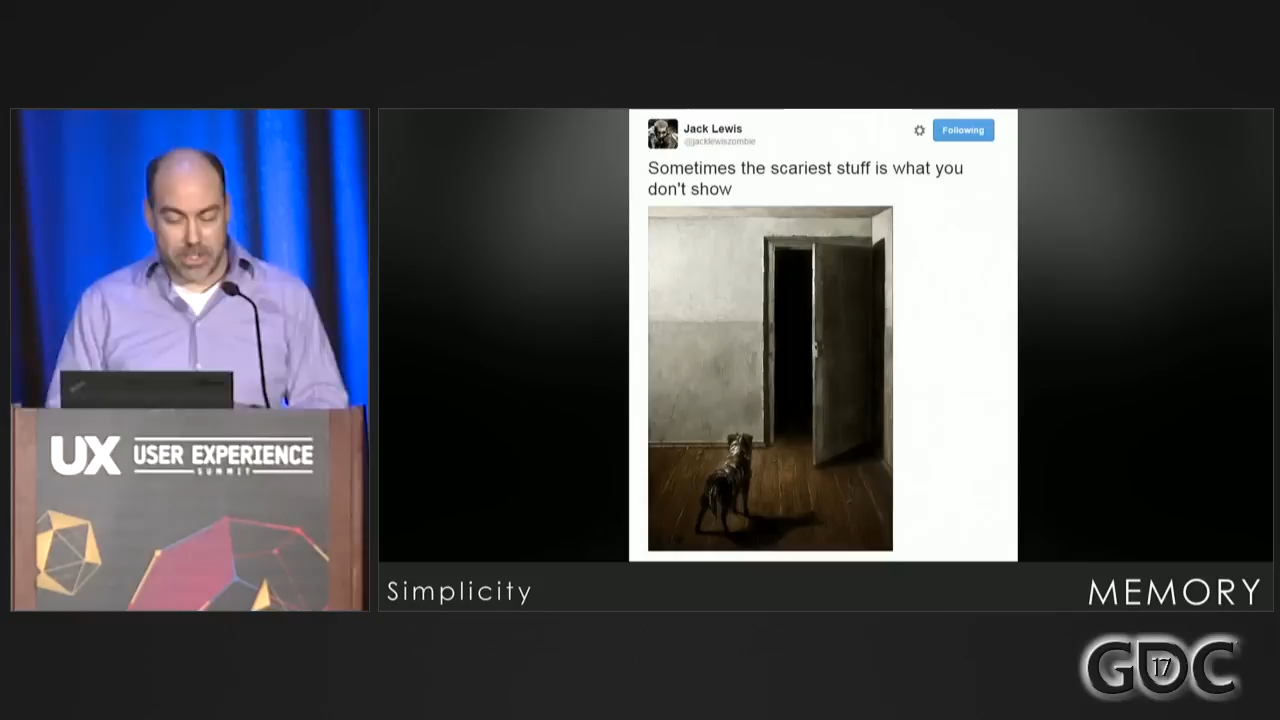 Jack Lewis
@jacklewiszombie
Following
Sometimes the scariest stuff is what you
don't show
UX USER EXPERIENCE
SUMMIT
Simplicity
MEMORY
GDC
17